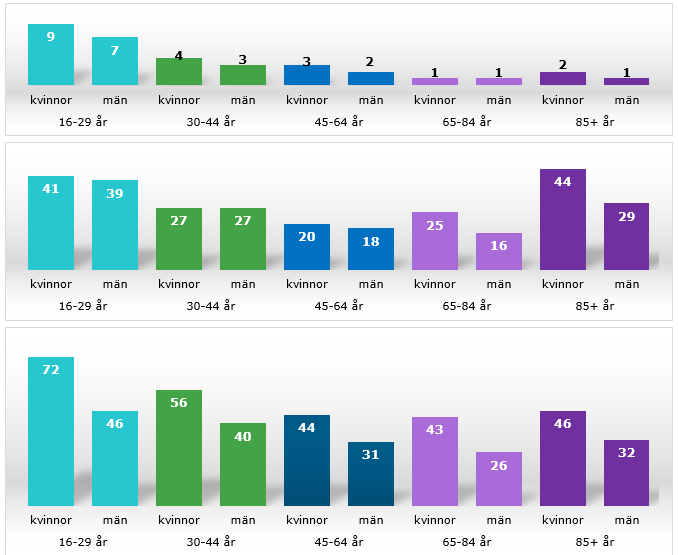 9 7 4 3 3 2 1 1 2 1
kvinnor män kvinnor män kvinnor män kvinnor män kvinnor män
16-29 år 30-44 år 45-64 år 65-84 år 85+ år
41 39 27 27 20 18 25 16 44 29
kvinnor män kvinnor män kvinnor män kvinnor män kvinnor män
16-29 år 30-44 år 45-64 år 65-84 år 85+ år
72 46 56 40 44 31 43 26 46 32
kvinnor män kvinnor män kvinnor män kvinnor män kvinnor män
16-29 år 30-44 år 45-64 år 65-84 år 85+ år